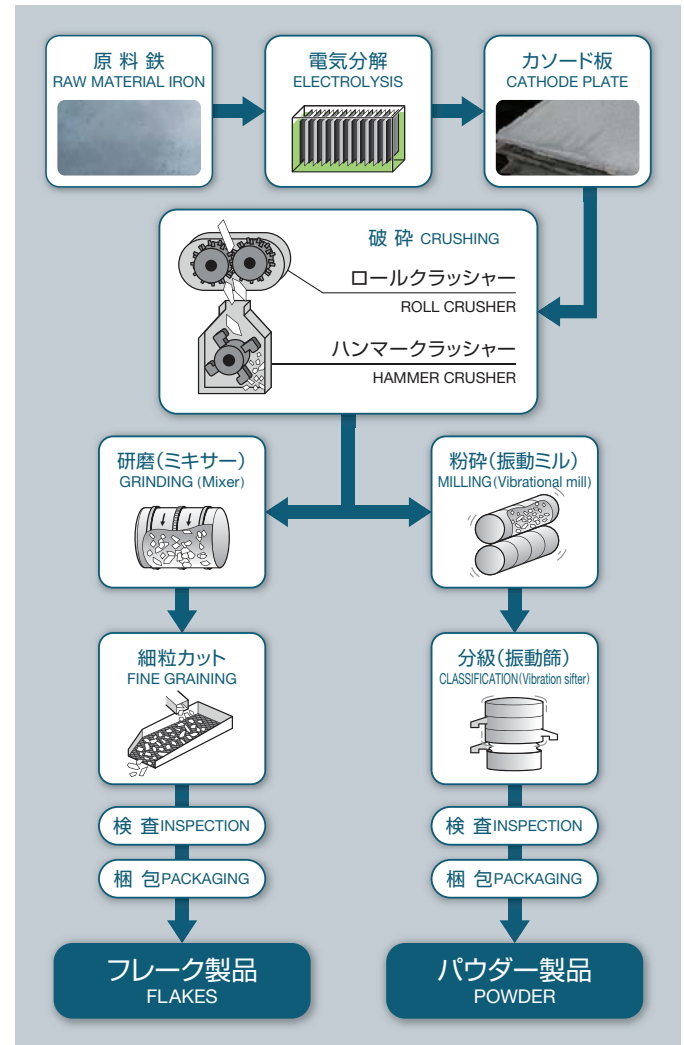 原料鉄
RAW MATERIAL IRON
電気分解
ELECTROLYSIS
カソード板
CATHODE PLATE
破砕 CRUSHING
ロールクラッシャー
ROLL CRUSHER
ハンマークラッシャー
HAMMER CRUSHER
研磨(ミキサー)
GRINDING (Mixer)
粉砕(振動ミル)
MILLING(Vibrational mill)
細粒カット
FINE GRAINING
分級(振動篩)
CLASSIFICATION(Vibration sifter)
検査INSPECTION
検査INSPECTION
梱包PACKAGING
梱包PACKAGING
フレーク製品
FLAKES
パウダー製品
POWDER